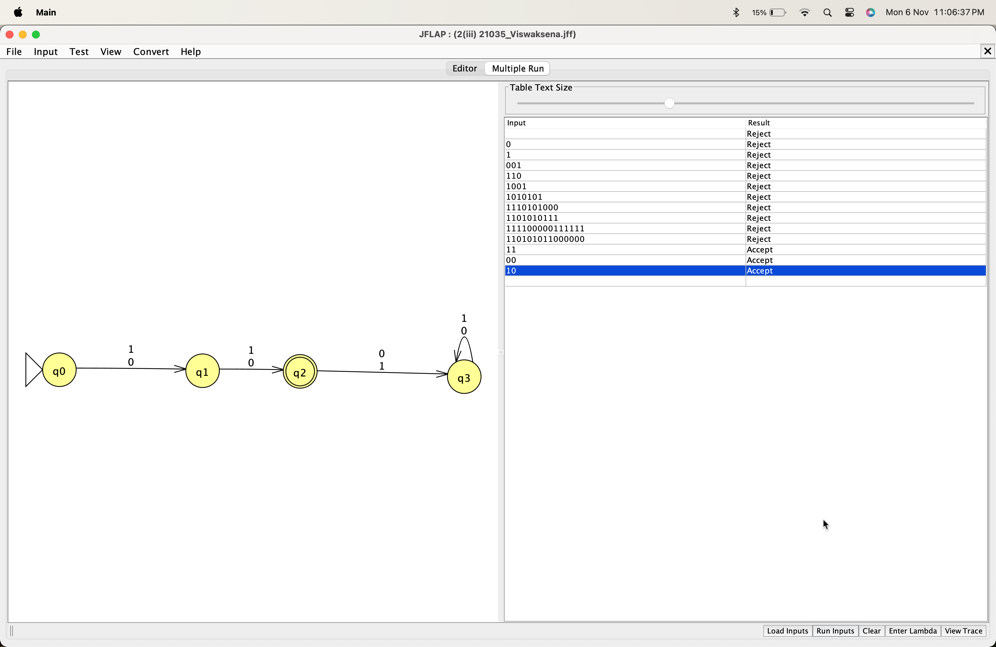 Main 15% Mon 6 Nov 11:06:37 PM
JFLAP : (2(iii) 21035_Viswaksena.jff)
File Input Test View Convert Help
Editor Multiple Run
Table Text Size
Input Result
Reject
0 Reject
1 Reject
001 Reject
110 Reject
1001 Reject
1010101 Reject
1110101000 Reject
1101010111 Reject
111100000111111 Reject
110101011000000 Reject
11 Accept
00 Accept
10 Accept
1
0
1
0
1
0
0
1
q0
q1
q2
q3
Load Inputs Run Inputs Clear Enter Lambda View Trace